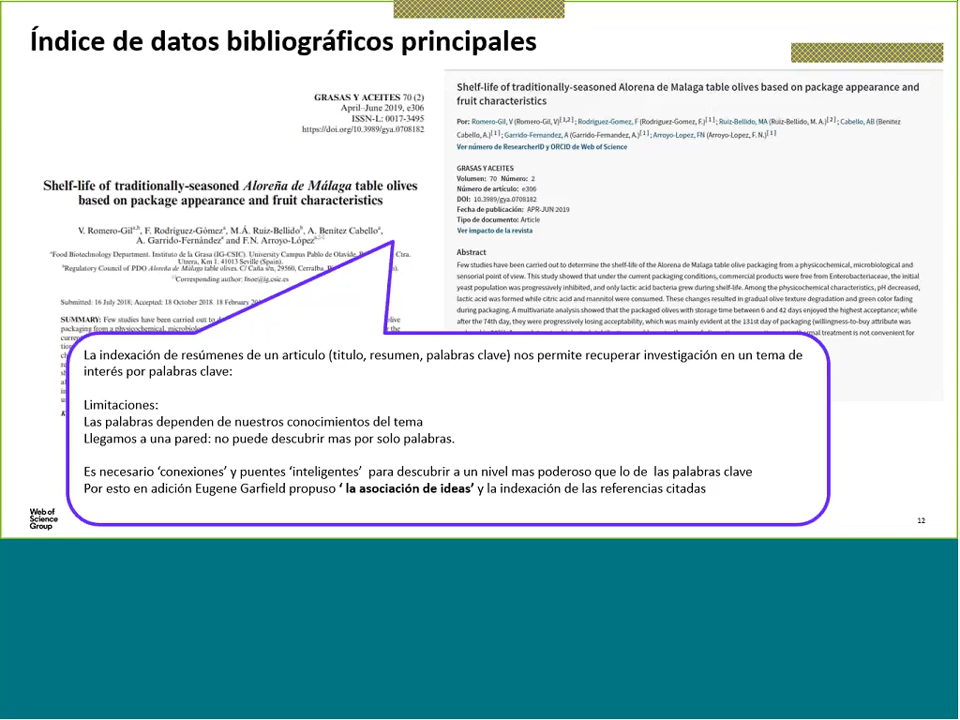 Índice de datos bibliográficos principales
GRASAS Y ACEITES 70 (2)
April–June 2019, e306
ISSN-L: 0017-3495
https://doi.org/10.3989/gya.0708182
Shelf-life of traditionally-seasoned Aloreña de Málaga table olives
based on package appearance and fruit characteristics
V. Romero-Gil, F. Rodríguez-Gómez, M.Á. Ruiz-Bellido, A. Benítez Cabello,
A. Garrido-Fernández and F.N. Arroyo-López
Food Biotechnology Department. Instituto de la Grasa (IG-CSIC). University Campus Pablo de Olavide, Ctra.
Utrera, Km 1. 41013 Seville (Spain).
Regulatory Council of PDO Aloreña de Málaga table olives. C/ Caña s/n, 29560, Cerralba,
Corresponding author: fnoe@ig.csic.es
Submitted: 16 July 2018; Accepted: 18 October 2018. 18 February
SUMMARY: Few studies have been carried out to
packaging from a physicochemical,
Shelf-life of traditionally-seasoned Alorena de Malaga table olives based on package appearance and
fruit characteristics
Por: Romero-Gil, V (Romero-Gil, V)[1,2]; Rodriguez-Gomez, F (Rodriguez-Gomez, F.)[1]; Ruiz-Bellido, MA (Ruiz-Bellido, M. A.)[2]; Cabello, AB (Benitez
Cabello, A.)[1]; Garrido-Fernandez, A (Garrido-Fernandez, A.)[1]; Arroyo-Lopez, FN (Arroyo-Lopez, F. N.)[1]
Ver número de ResearcherID y ORCID de Web of Science
GRASAS Y ACEITES
Volumen: 70 Número: 2
Número de artículo: e306
DOI: 10.3989/gya.0708182
Fecha de publicación: APR-JUN 2019
Tipo de documento: Article
Ver impacto de la revista
Abstract
Few studies have been carried out to determine the shelf-life of the Alorena de Malaga table olive packaging from a physicochemical, microbiological and
sensorial point of view. This study showed that under the current packaging conditions, commercial products were free from Enterobacteriaceae, the initial
yeast population was progressively inhibited, and only lactic acid bacteria grew during shelf-life. Among the physicochemical characteristics, pH decreased,
lactic acid was formed while citric acid and mannitol were consumed. These changes resulted in gradual olive texture degradation and green color fading
during packaging. A multivariate analysis showed that the packaged olives with storage time between 6 and 42 days enjoyed the highest acceptance; while
after the 74th day, they were progressively losing acceptability, which was mainly evident at the 131st day of packaging (willingness-to-buy attribute was
thermal treatment is not convenient for
La indexación de resúmenes de un articulo (titulo, resumen, palabras clave) nos permite recuperar investigación en un tema de
interés por palabras clave:
Limitaciones:
Las palabras dependen de nuestros conocimientos del tema
Llegamos a una pared: no puede descubrir mas por solo palabras.
Es necesario ‘conexiones’ y puentes ‘inteligentes’ para descubrir a un nivel mas poderoso que lo de las palabras clave
Por esto en adición Eugene Garfield propuso ‘ la asociación de ideas’ y la indexación de las referencias citadas
Web of
Science
Group
12